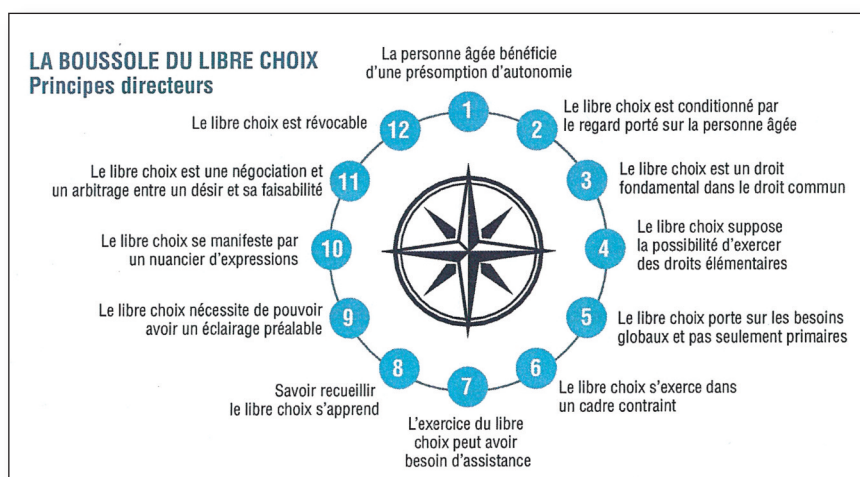 LA BOUSSOLE DU LIBRE CHOIX
Principes directeurs
1
La personne âgée bénéficie
d'une présomption d'autonomie
2
Le libre choix est conditionné par
le regard porté sur la personne âgée
3
Le libre choix est un droit
fondamental dans le droit commun
4
Le libre choix suppose
la possibilité d'exercer
des droits élémentaires
5
Le libre choix porte sur les besoins
globaux et pas seulement primaires
6
Le libre choix s'exerce dans
un cadre contraint
7
L'exercice du libre
choix peut avoir
besoin d'assistance
8
Savoir recueillir
le libre choix s'apprend
9
Le libre choix nécessite de pouvoir
avoir un éclairage préalable
10
Le libre choix se manifeste par
un nuancier d'expressions
11
Le libre choix est une négociation et
un arbitrage entre un désir et sa faisabilité
12
Le libre choix est révocable